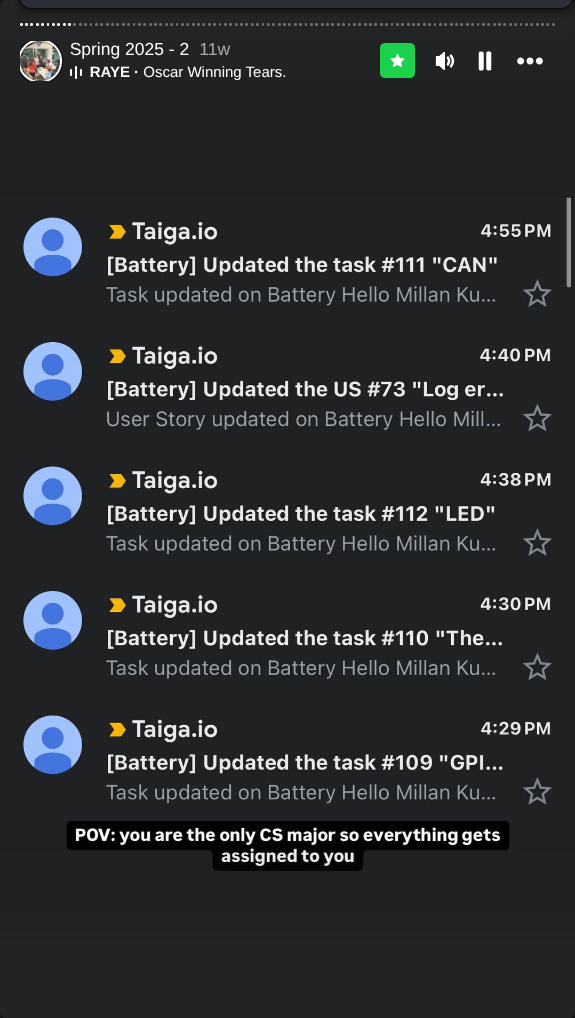 Spring 2025 - 2 11w
RAYE · Oscar Winning Tears.
Taiga.io 4:55 PM
[Battery] Updated the task #111 "CAN"
Task updated on Battery Hello Millan Ku...
Taiga.io 4:40 PM
[Battery] Updated the US #73 "Log er...
User Story updated on Battery Hello Mill...
Taiga.io 4:38 PM
[Battery] Updated the task #112 "LED"
Task updated on Battery Hello Millan Ku...
Taiga.io 4:30 PM
[Battery] Updated the task #110 "The...
Task updated on Battery Hello Millan Ku...
Taiga.io 4:29 PM
[Battery] Updated the task #109 "GPI...
Task updated on Battery Hello Millan Ku...
POV: you are the only CS major so everything gets
assigned to you